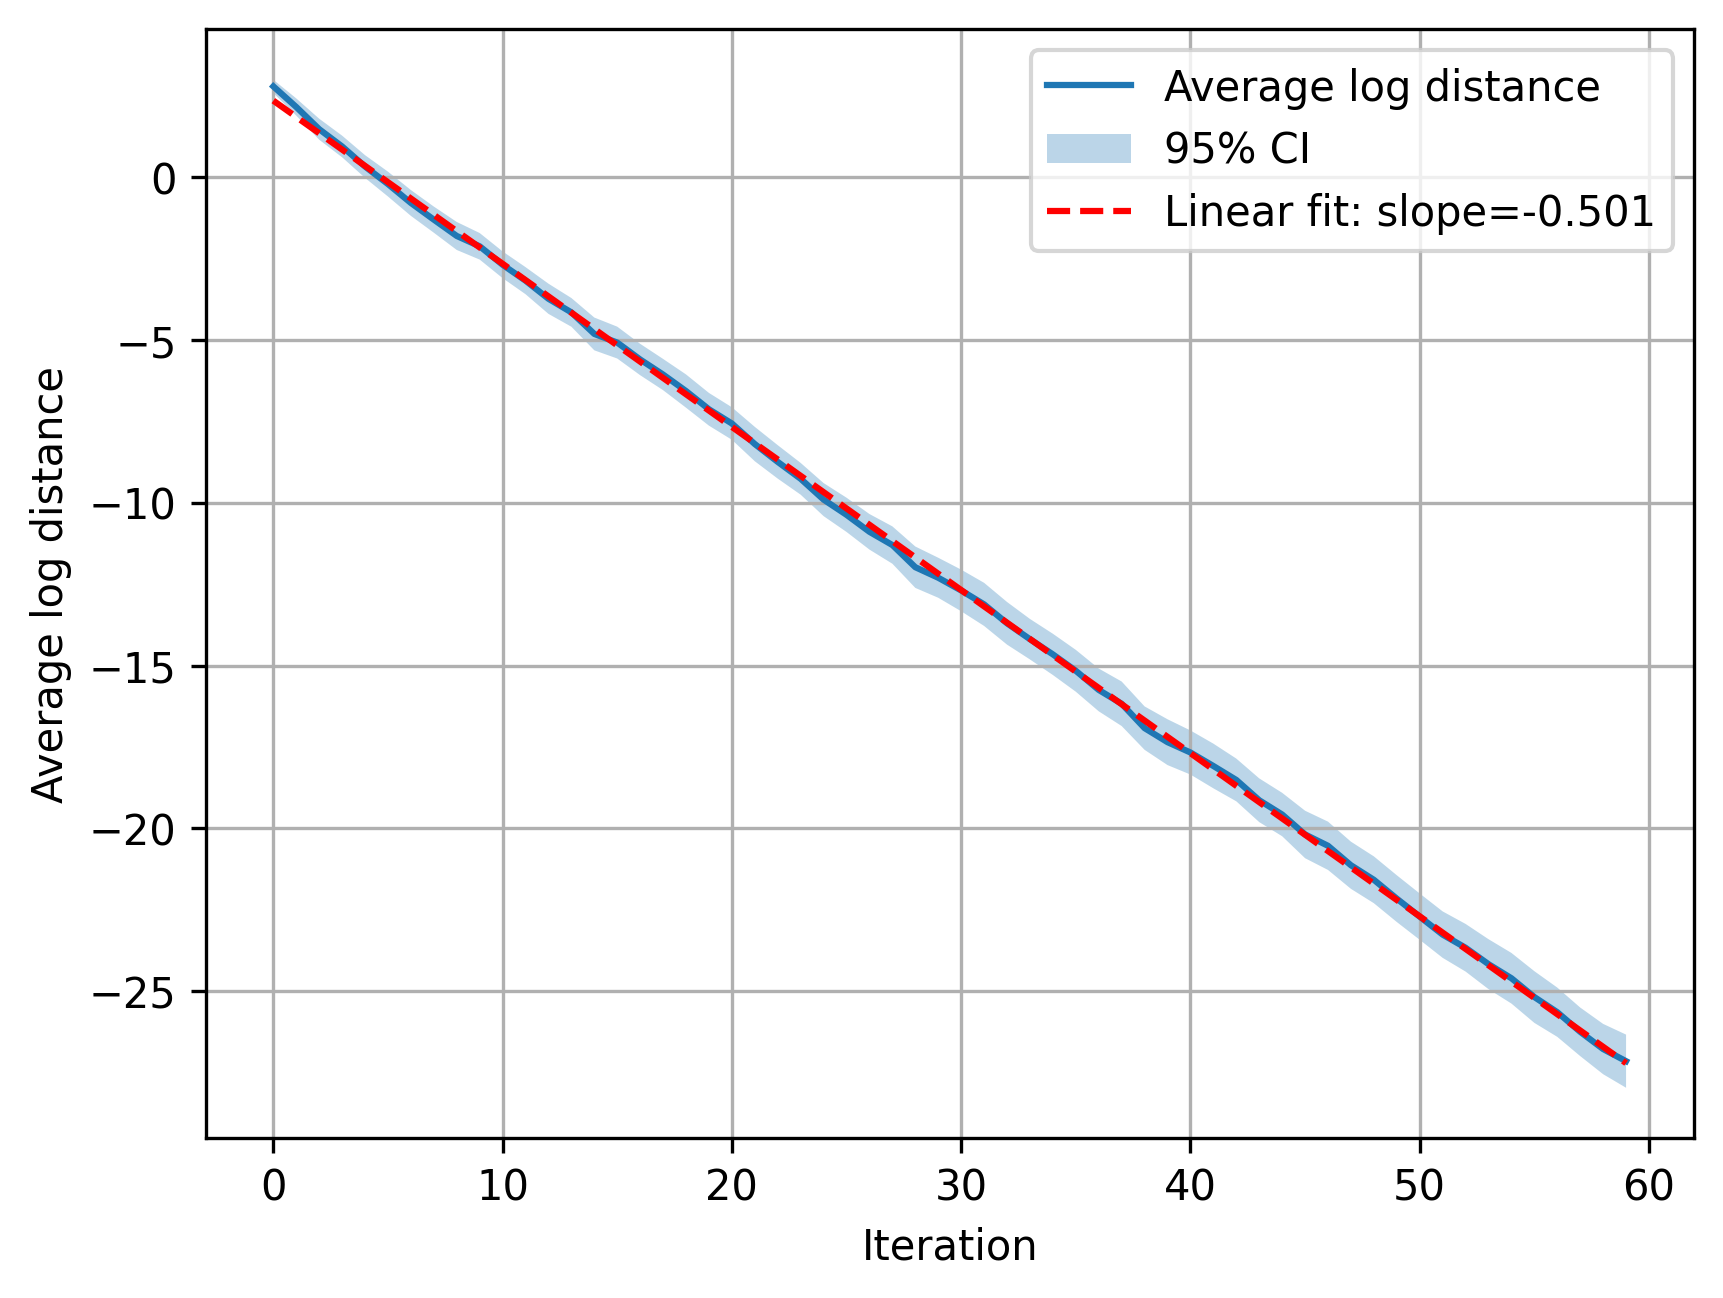 Average log distance
95% CI
Linear fit: slope=-0.501
0
−5
−10
−15
−20
−25
Average log distance
0 10 20 30 40 50 60
Iteration